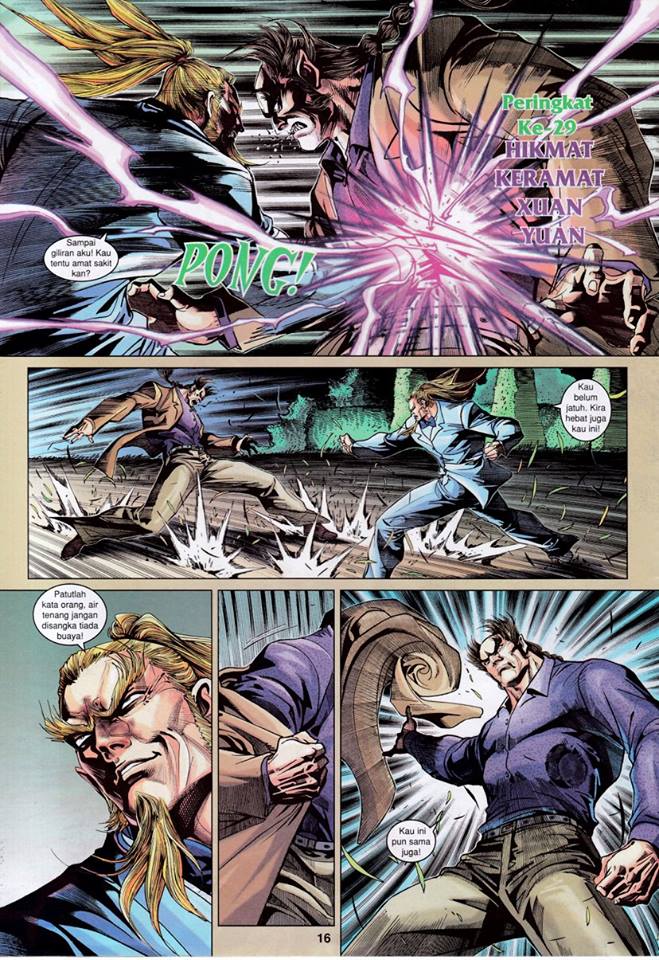 Peringkat
Ke-29
HIKMAT
KERAMAT
XUAN
YUAN
Sampai
giliran aku! Kau
tentu amat sakit
kan?
PONG!
Kau
belum
jatuh. Kira
hebat juga
kau ini!
Patutlah
kata orang, air
tenang jangan
disangka tiada
buaya!
Kau ini
pun sama
juga!
16